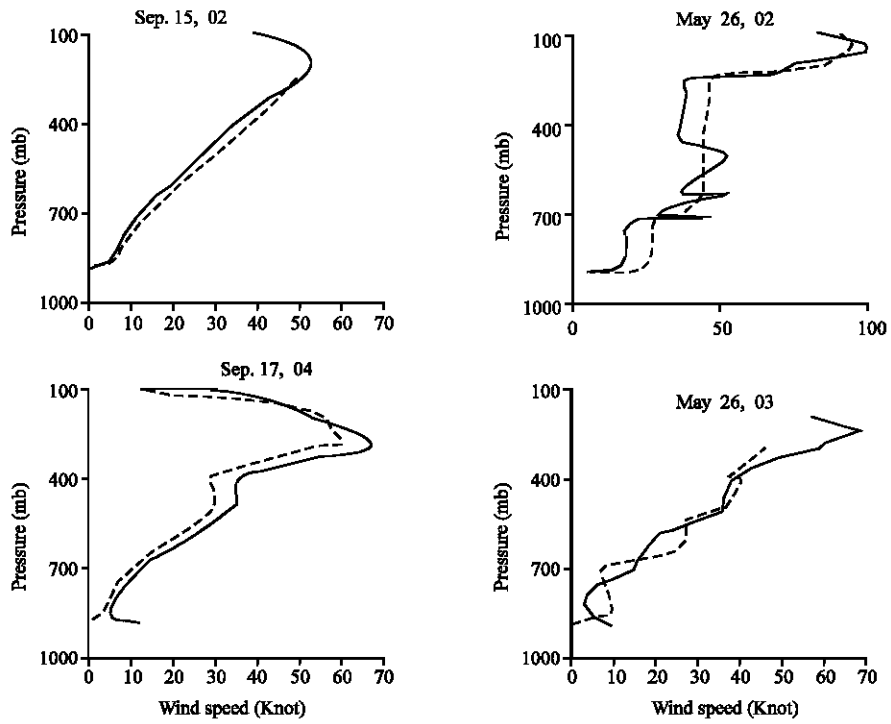 Sep. 15, 02
100
400
700
1000
Pressure (mb)
0 10 20 30 40 50 60 70
May 26, 02
100
400
700
1000
Pressure (mb)
0 50 100
Sep. 17, 04
100
400
700
1000
Pressure (mb)
0 10 20 30 40 50 60 70
Wind speed (Knot)
May 26, 03
100
400
700
1000
Pressure (mb)
0 10 20 30 40 50 60 70
Wind speed (Knot)